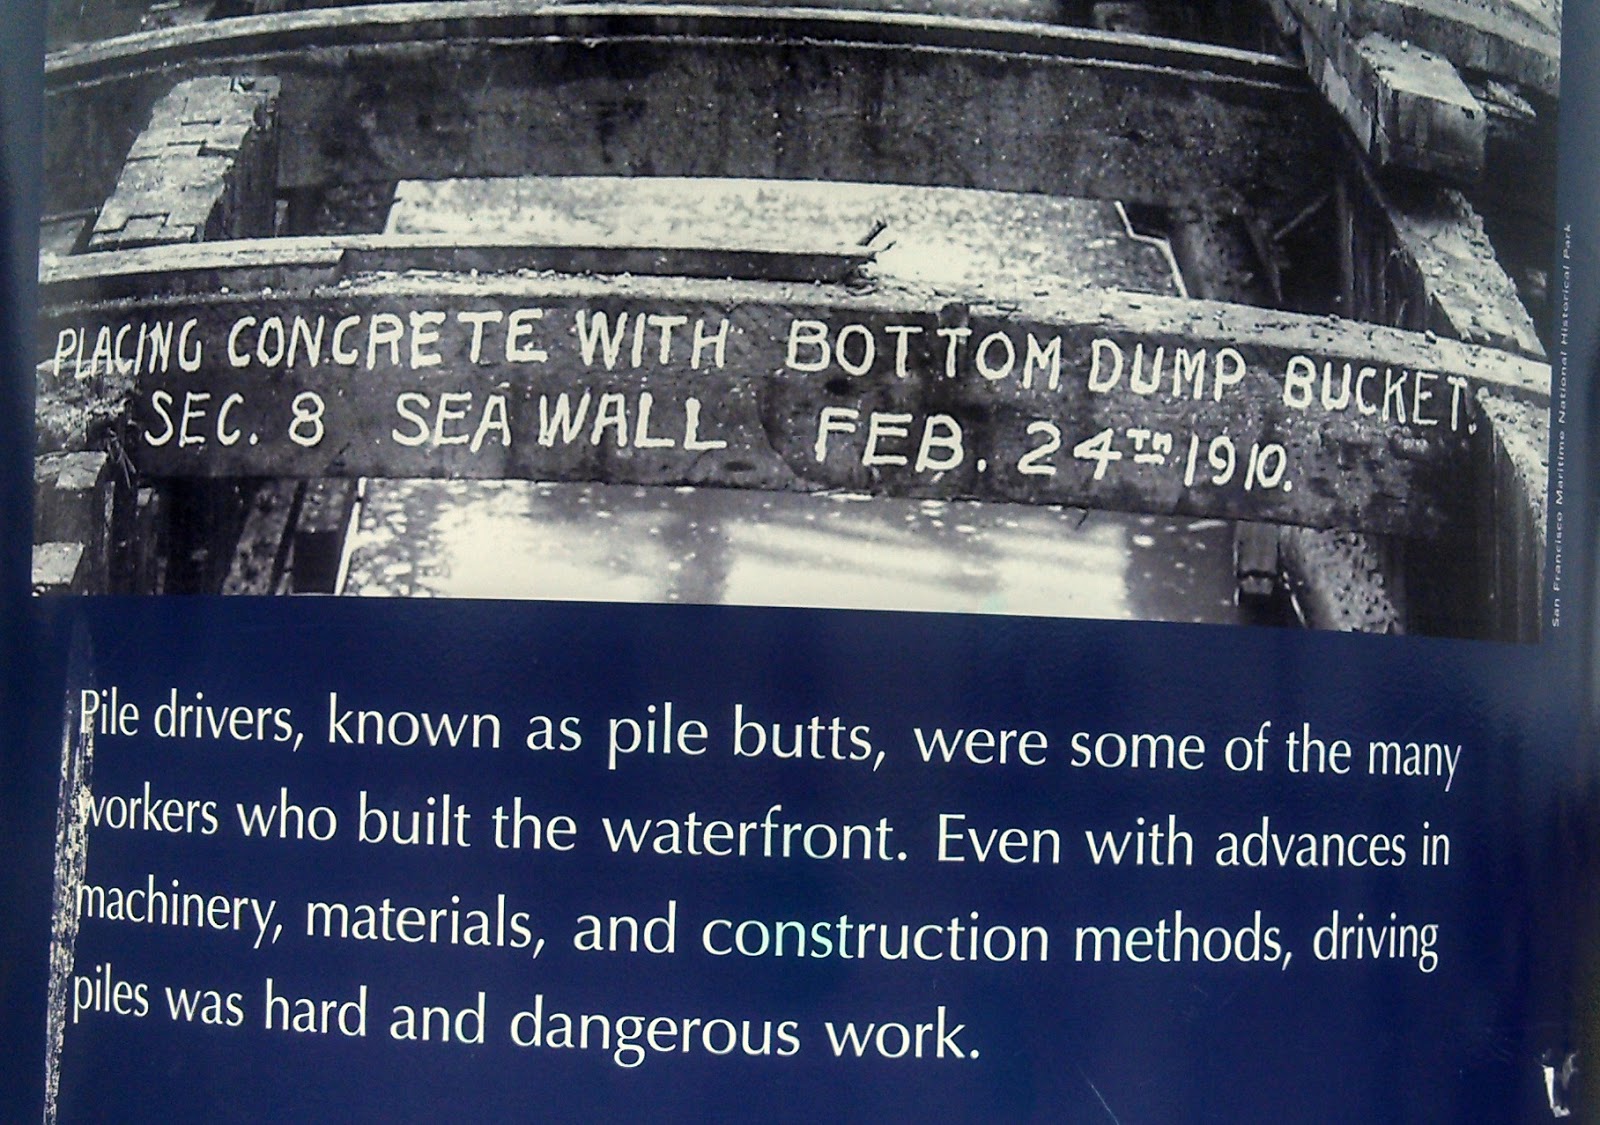 PLACING CONCRETE WITH BOTTOM DUMP BUCKET.
SEC. 8 SEA WALL FEB. 24TH 1910.
San Francisco Maritime National Historical Park
Pile drivers, known as pile butts, were some of the many
workers who built the waterfront. Even with advances in
machinery, materials, and construction methods, driving
piles was hard and dangerous work.